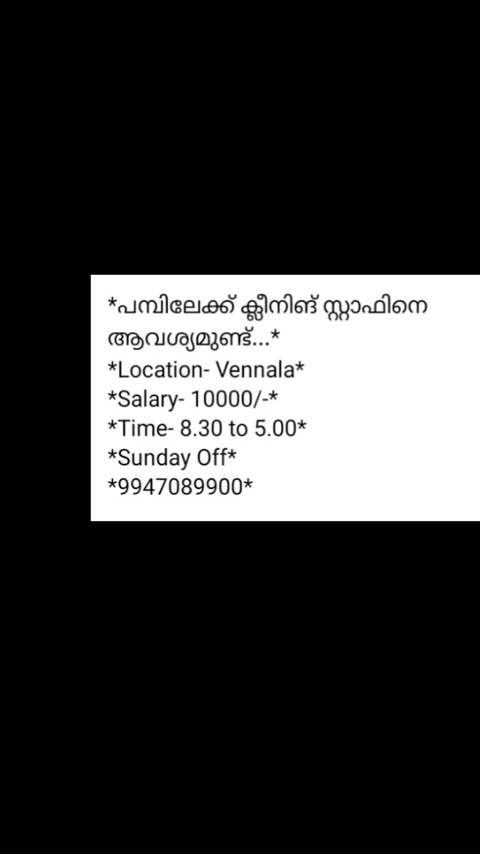 *പമ്പിലേക്ക് ക്ലീനിങ് സ്റ്റാഫിനെ
ആവശ്യമുണ്ട്...*
*Location- Vennala*
*Salary- 10000/-*
*Time- 8.30 to 5.00*
*Sunday Off*
*9947089900*